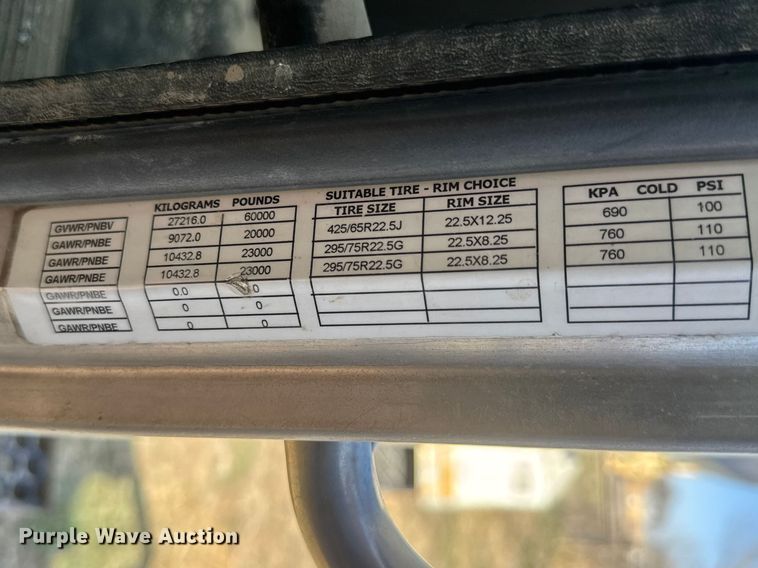 SUITABLE TIRE - RIM CHOICE
KILOGRAMS POUNDS TIRE SIZE RIM SIZE KPA COLD PSI
GVWR/PNBV 27216.0 60000
GAWR/PNBE 9072.0 20000 425/65R22.5J 22.5X12.25 690 100
GAWR/PNBE 10432.8 23000 295/75R22.5G 22.5X8.25 760 110
GAWR/PNBE 10432.8 23000 295/75R22.5G 22.5X8.25 760 110
GAWR/PNBE 0.0 0
GAWR/PNBE 0 0
GAWR/PNBE 0 0
Purple Wave Auction